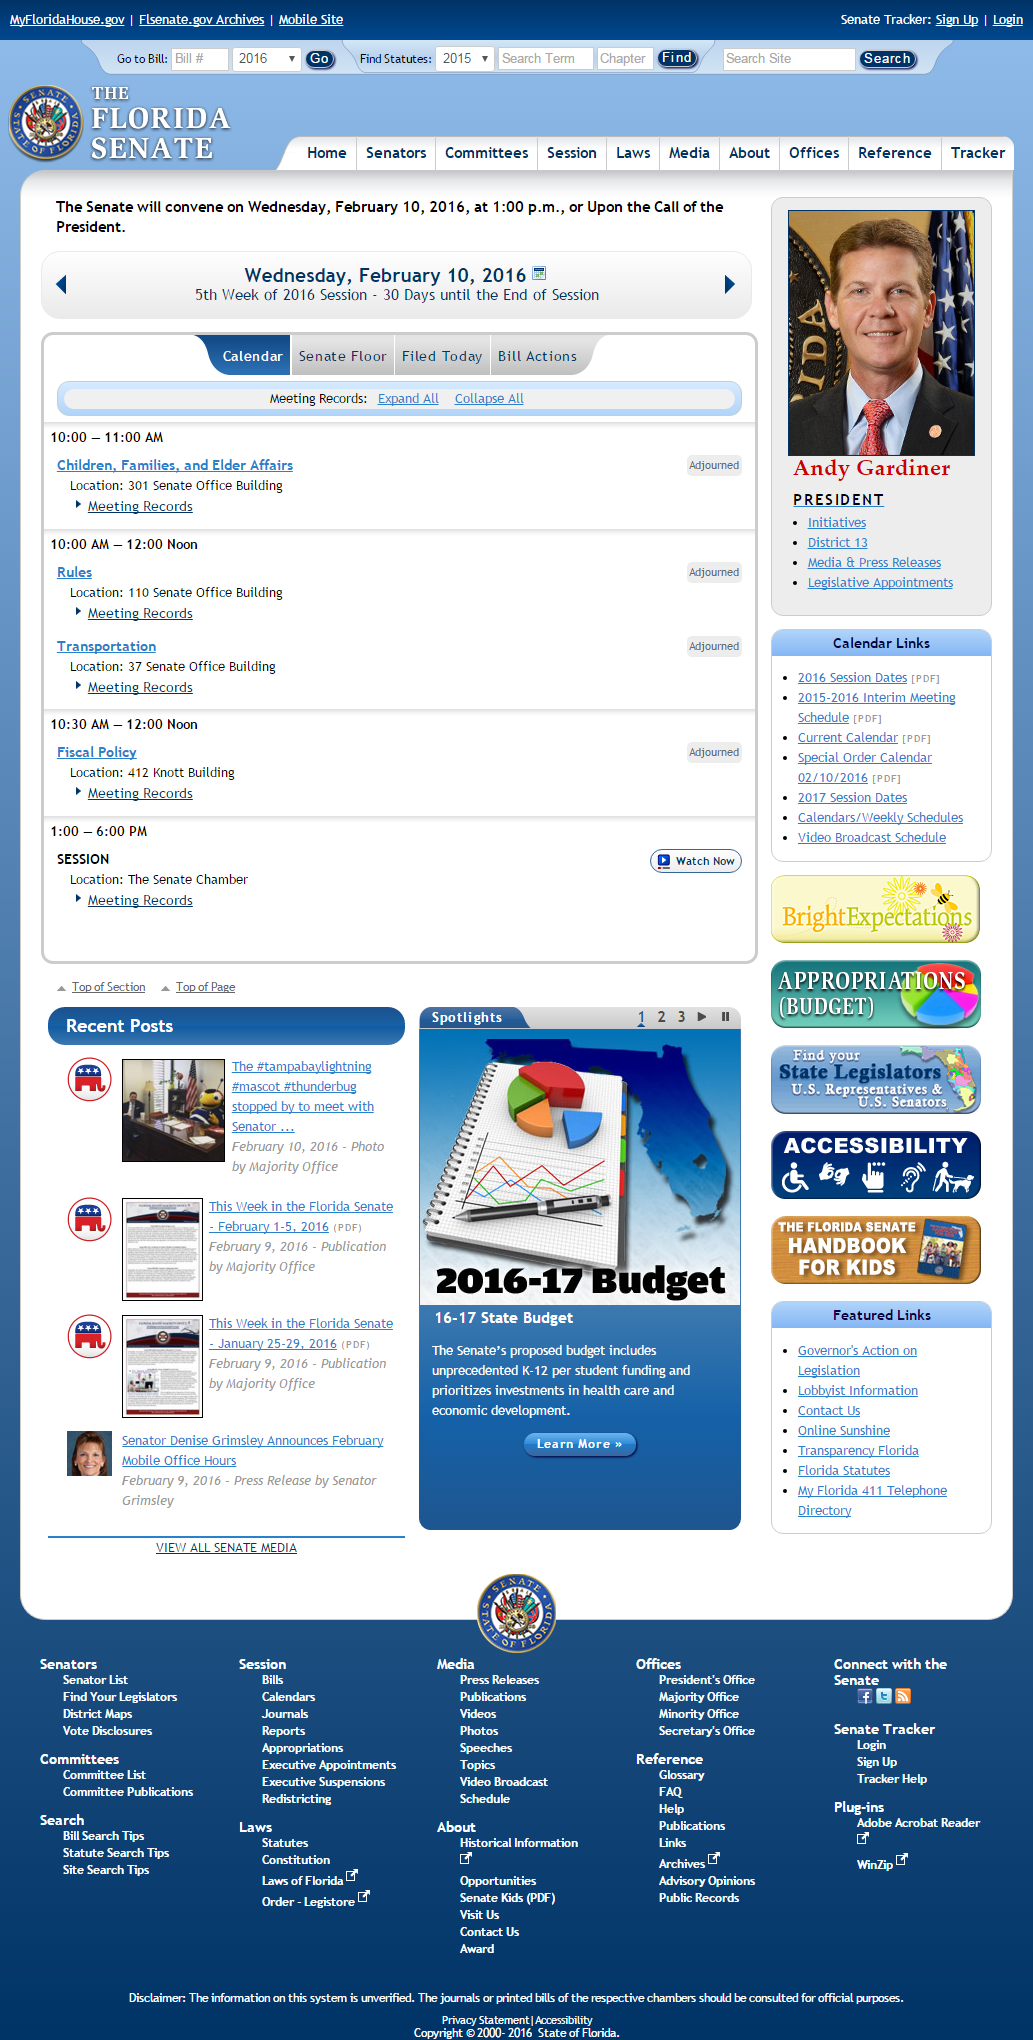 MyFloridaHouse.gov | Flsenate.gov Archives | Mobile Site
Senate Tracker: Sign Up | Login
Go to Bill: Bill # 2016 Go Find Statutes: 2015 Search Term Chapter Find Search Site Search
THE
FLORIDA
SENATE
Home Senators Committees Session Laws Media About Offices Reference Tracker
The Senate will convene on Wednesday, February 10, 2016, at 1:00 p.m., or Upon the Call of the
President.
Wednesday, February 10, 2016
5th Week of 2016 Session - 30 Days until the End of Session
Calendar Senate Floor Filed Today Bill Actions
Meeting Records: Expand All Collapse All
10:00 — 11:00 AM
Children, Families, and Elder Affairs
Adjourned
Location: 301 Senate Office Building
Meeting Records
10:00 AM — 12:00 Noon
Rules
Adjourned
Location: 110 Senate Office Building
Meeting Records
Transportation
Adjourned
Location: 37 Senate Office Building
Meeting Records
10:30 AM — 12:00 Noon
Fiscal Policy
Adjourned
Location: 412 Knott Building
Meeting Records
1:00 — 6:00 PM
SESSION
Watch Now
Location: The Senate Chamber
Meeting Records
Top of Section Top of Page
IDA
Andy Gardiner
PRESIDENT
Initiatives
District 13
Media & Press Releases
Legislative Appointments
Calendar Links
2016 Session Dates [PDF]
2015-2016 Interim Meeting
Schedule [PDF]
Current Calendar [PDF]
Special Order Calendar
02/10/2016 [PDF]
2017 Session Dates
Calendars/Weekly Schedules
Video Broadcast Schedule
BrightExpectations
APPROPRIATIONS
(BUDGET)
Find your
State Legislators
U.S. Representatives &
U.S. Senators
ACCESSIBILITY
THE FLORIDA SENATE
HANDBOOK
FOR KIDS
Featured Links
Governor's Action on
Legislation
Lobbyist Information
Contact Us
Online Sunshine
Transparency Florida
Florida Statutes
My Florida 411 Telephone
Directory
Recent Posts
The #tampabaylightning
#mascot #thunderbug
stopped by to meet with
Senator ...
February 10, 2016 - Photo
by Majority Office
This Week in the Florida Senate
- February 1-5, 2016 (PDF)
February 9, 2016 - Publication
by Majority Office
This Week in the Florida Senate
- January 25-29, 2016 (PDF)
February 9, 2016 - Publication
by Majority Office
Senator Denise Grimsley Announces February
Mobile Office Hours
February 9, 2016 - Press Release by Senator
Grimsley
VIEW ALL SENATE MEDIA
Spotlights 1 2 3
2016-17 Budget
16-17 State Budget
The Senate's proposed budget includes
unprecedented K-12 per student funding and
prioritizes investments in health care and
economic development.
Learn More »
SENATE
STATE OF FLORIDA
Senators
Senator List
Find Your Legislators
District Maps
Vote Disclosures
Committees
Committee List
Committee Publications
Search
Bill Search Tips
Statute Search Tips
Site Search Tips
Session
Bills
Calendars
Journals
Reports
Appropriations
Executive Appointments
Executive Suspensions
Redistricting
Laws
Statutes
Constitution
Laws of Florida
Order - Legistore
Media
Press Releases
Publications
Videos
Photos
Speeches
Topics
Video Broadcast
Schedule
About
Historical Information
Opportunities
Senate Kids (PDF)
Visit Us
Contact Us
Award
Offices
President's Office
Majority Office
Minority Office
Secretary's Office
Reference
Glossary
FAQ
Help
Publications
Links
Archives
Advisory Opinions
Public Records
Connect with the
Senate
Senate Tracker
Login
Sign Up
Tracker Help
Plug-ins
Adobe Acrobat Reader
WinZip
Disclaimer: The information on this system is unverified. The journals or printed bills of the respective chambers should be consulted for official purposes.
Privacy Statement | Accessibility
Copyright © 2000- 2016 State of Florida.